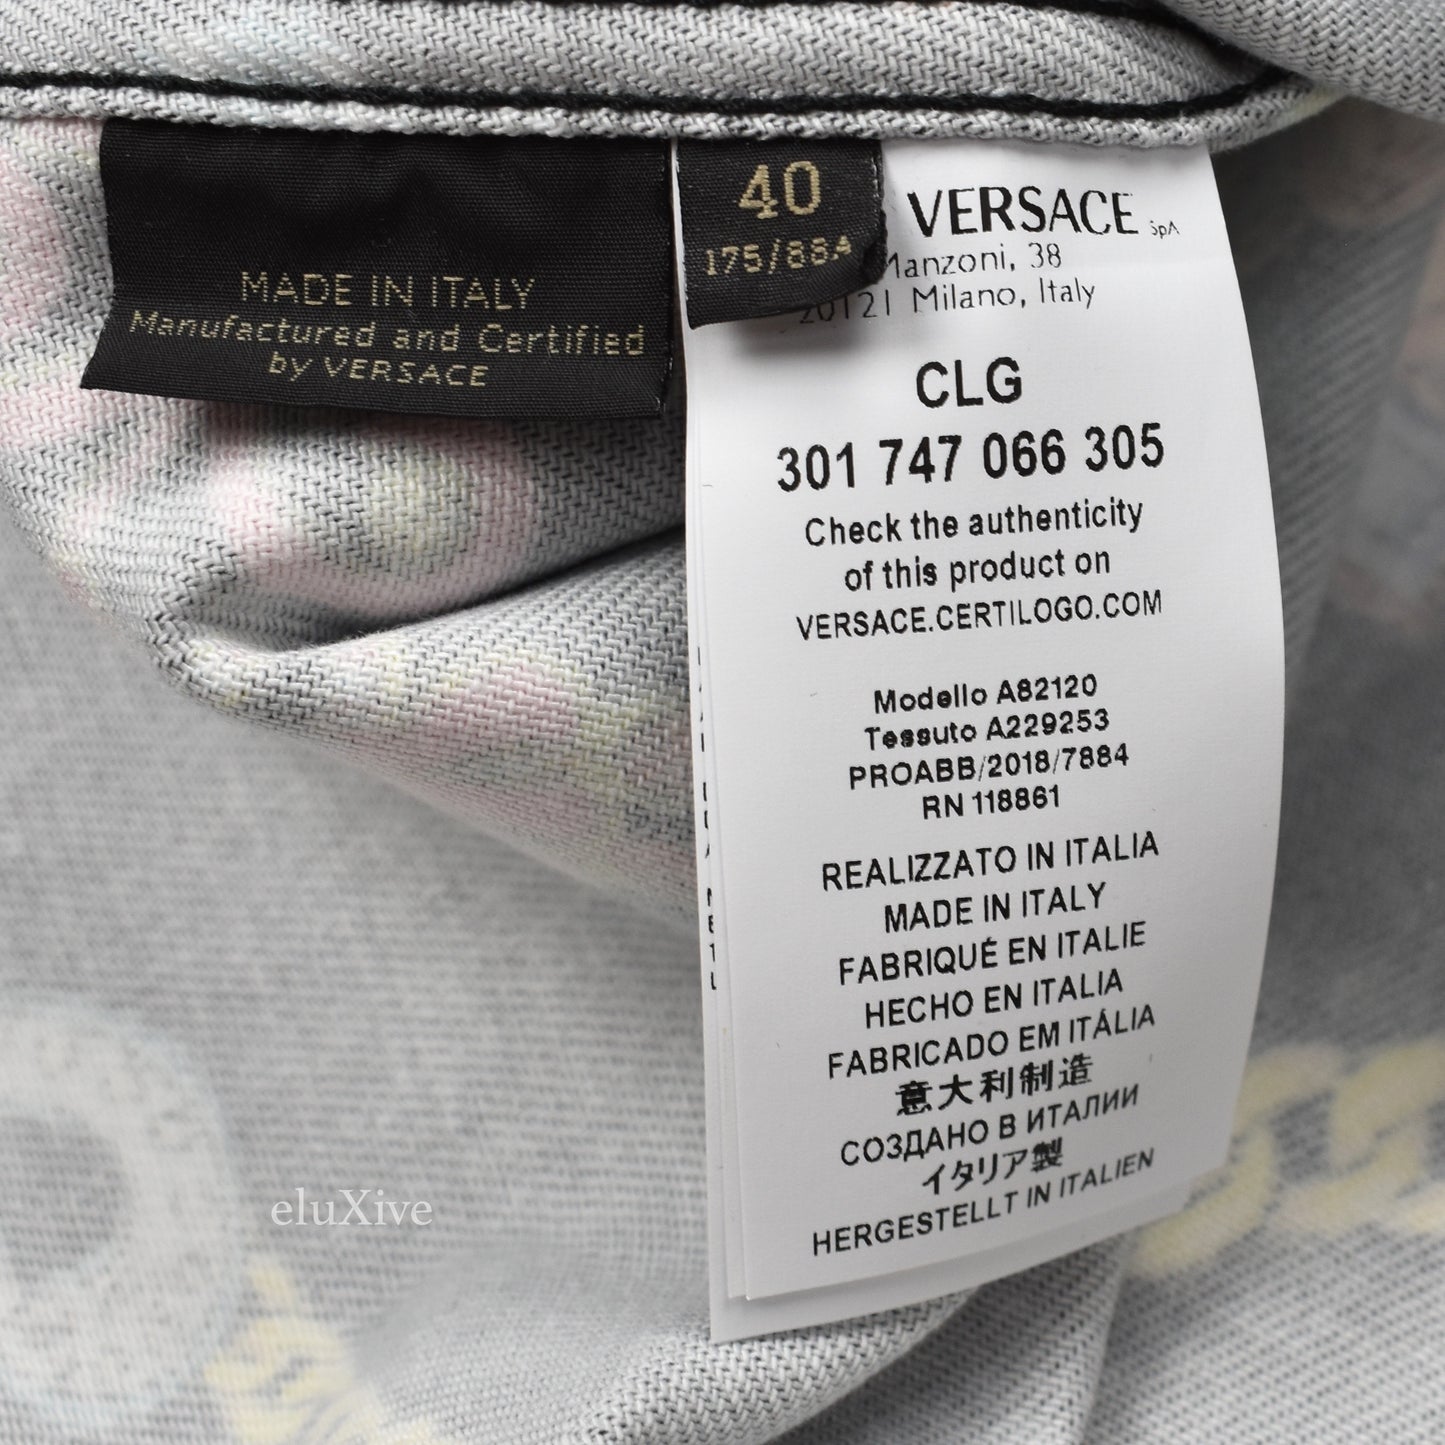 MADE IN ITALY
Manufactured and Certified
by VERSACE
40
175/88A
VERSACE SpA
Manzoni, 38
20121 Milano, Italy
CLG
301 747 066 305
Check the authenticity
of this product on
VERSACE.CERTILOGO.COM
Modello A82120
Tessuto A229253
PROABB/2018/7884
RN 118861
REALIZZATO IN ITALIA
MADE IN ITALY
FABRIQUÉ EN ITALIE
HECHO EN ITALIA
FABRICADO EM ITÁLIA
意大利制造
СОЗДАНО В ИТАЛИИ
イタリア製
HERGESTELLT IN ITALIEN
eluXive